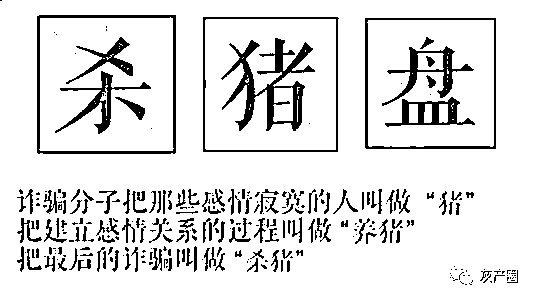 杀猪盘
诈骗分子把那些感情寂寞的人叫做“猪”
把建立感情关系的过程叫做“养猪”
把最后的诈骗叫做“杀猪”
灰产圈